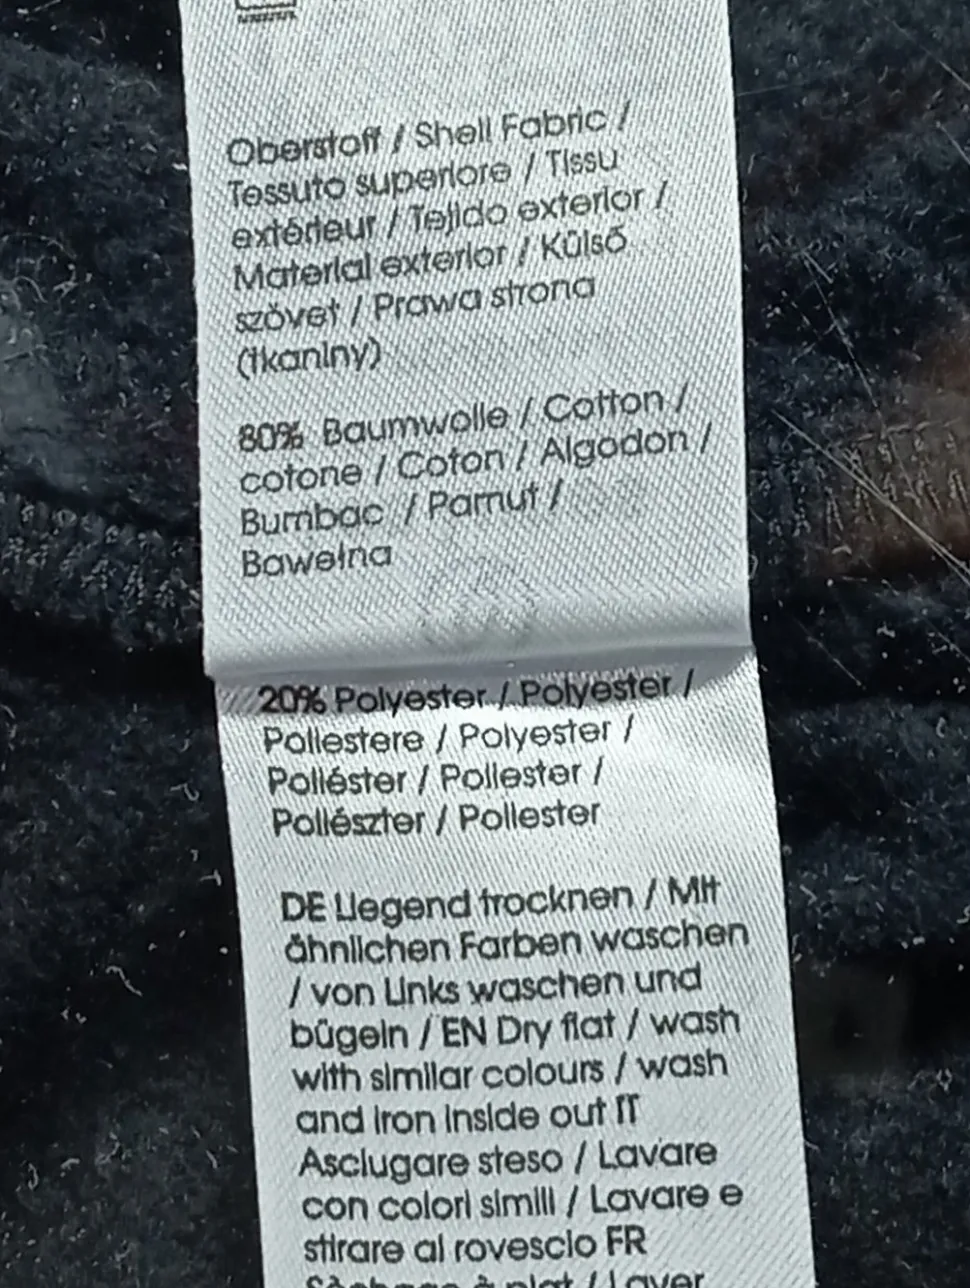 Oberstoff / Shell Fabric /
Tessuto superiore / Tissu
extérieur / Tejido exterior /
Material exterior / Külső
szövet / Prawa strona
(tkaniny)
80% Baumwolle / Cotton /
cotone / Coton / Algodon /
Bumbac / Pamut /
Bawełna
20% Polyester / Polyester /
Poliestere / Polyester /
Poliéster / Poliester /
Poliészter / Poliester
DE Liegend trocknen / Mit
ähnlichen Farben waschen
/ von Links waschen und
bügeln / EN Dry flat / wash
with similar colours / wash
and iron inside out IT
Asciugare steso / Lavare
con colori simili / Lavare e
stirare al rovescio FR
Séchage à plat / Laver